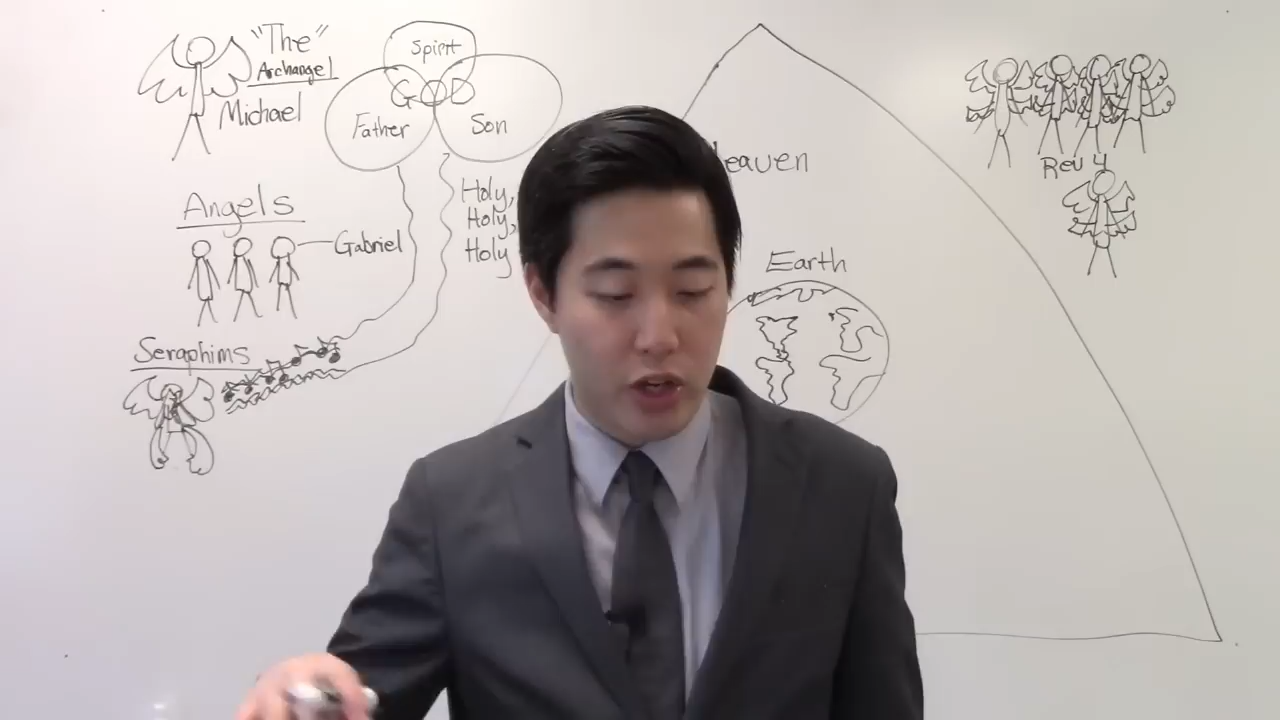 "The"
Archangel
Michael
Spirit
GOD
Father
Son
Holy,
Holy,
Holy
Angels
Gabriel
Seraphims
eaven
Earth
Rev 4